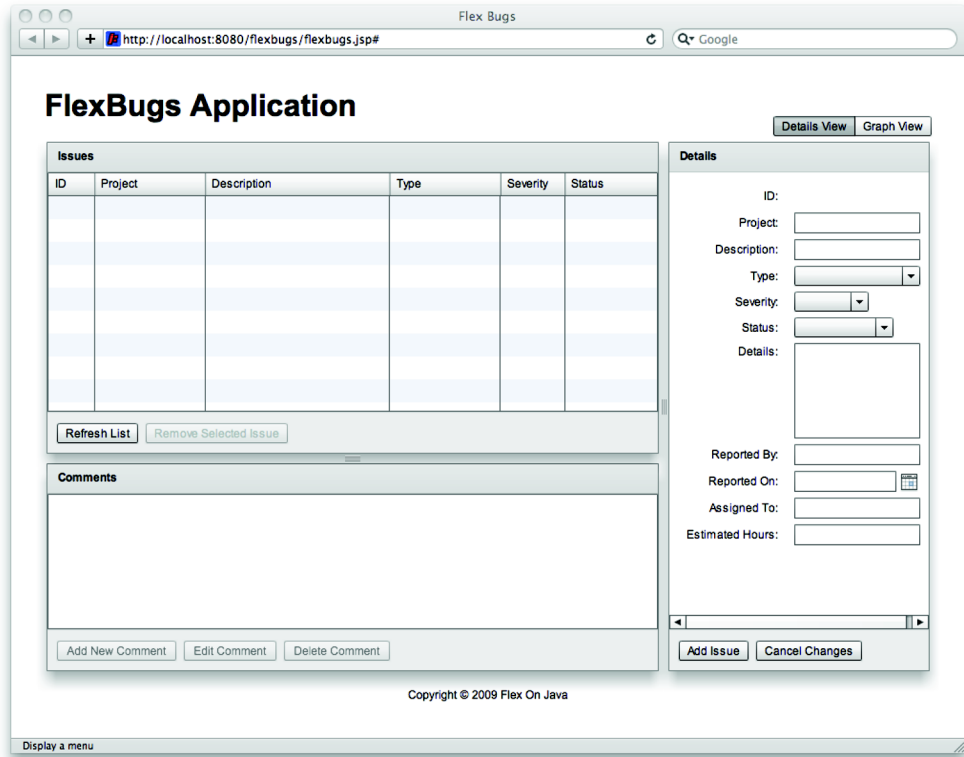 Flex Bugs
http://localhost:8080/flexbugs/flexbugs.jsp#
Google
FlexBugs Application
Details View
Graph View
Issues
ID
Project
Description
Type
Severity
Status
Refresh List
Remove Selected Issue
Comments
Add New Comment
Edit Comment
Delete Comment
Details
ID:
Project:
Description:
Type:
Severity:
Status:
Details:
Reported By:
Reported On:
Assigned To:
Estimated Hours:
Add Issue
Cancel Changes
Copyright © 2009 Flex On Java
Display a menu